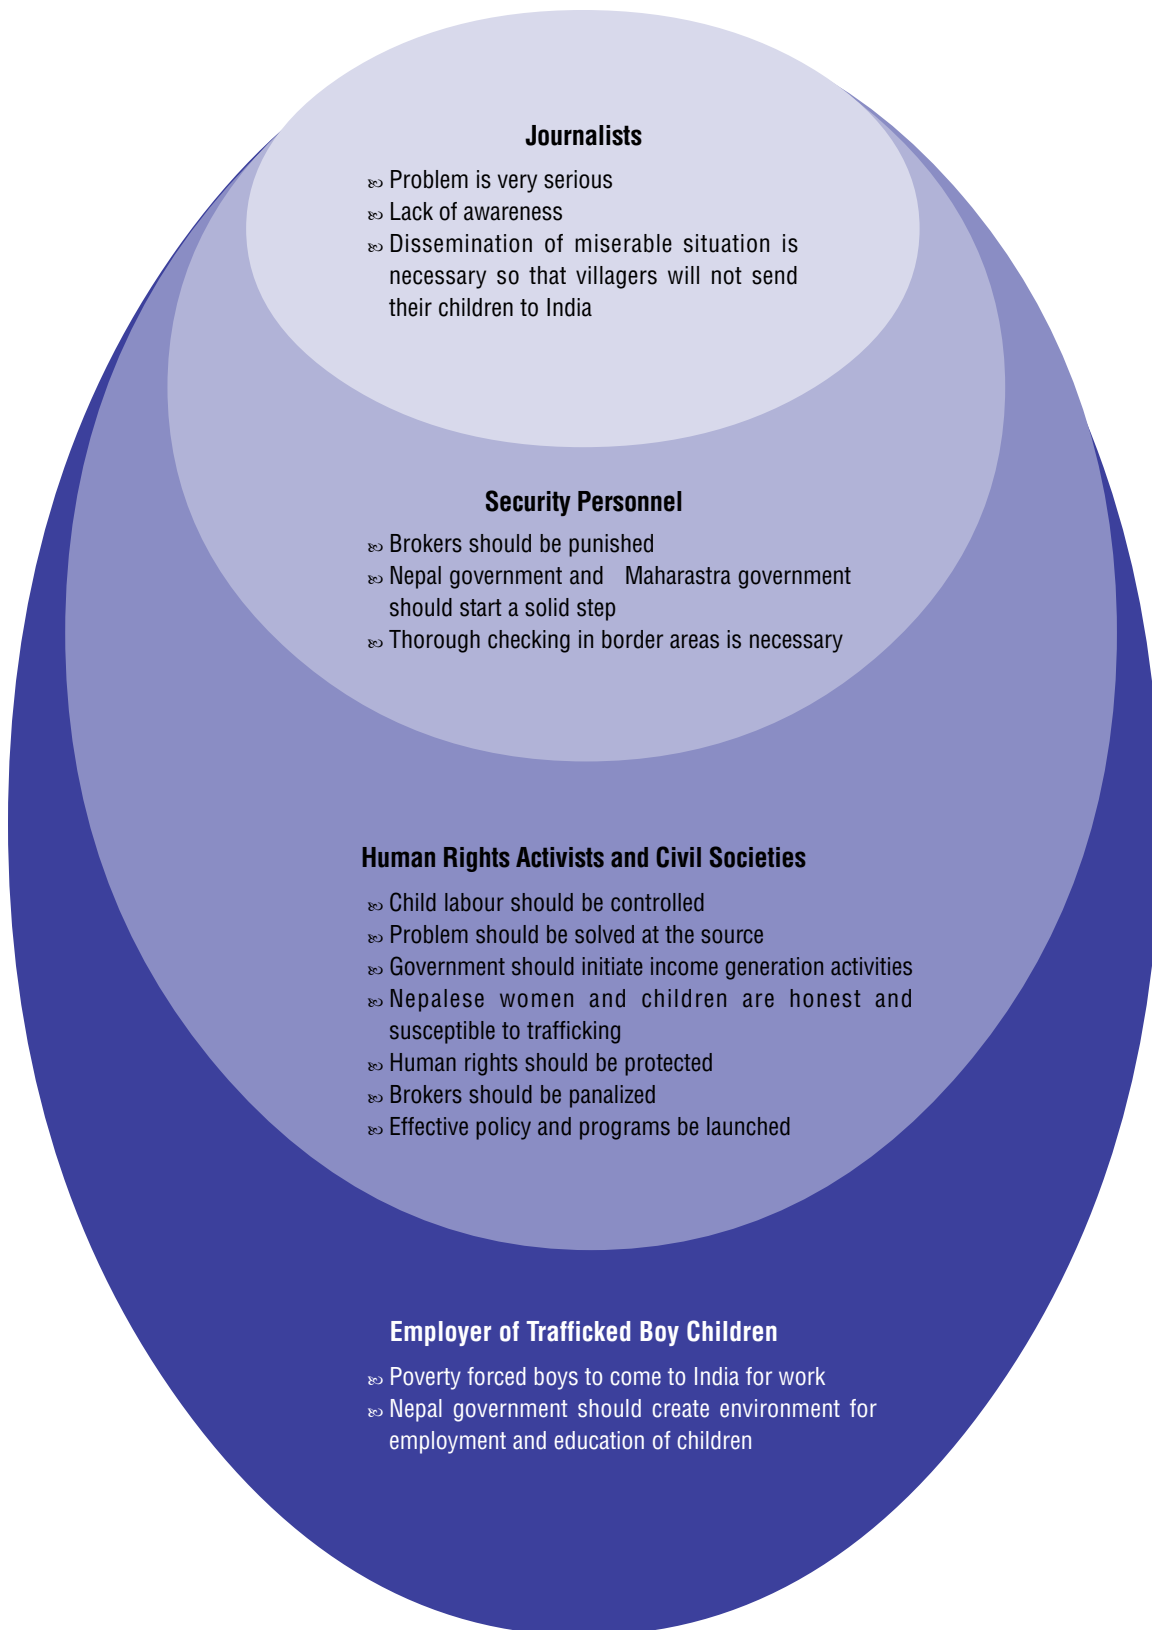 Journalists
Problem is very serious
Lack of awareness
Dissemination of miserable situation is
necessary so that villagers will not send
their children to India
Security Personnel
Brokers should be punished
Nepal government and Maharastra government
should start a solid step
Thorough checking in border areas is necessary
Human Rights Activists and Civil Societies
Child labour should be controlled
Problem should be solved at the source
Government should initiate income generation activities
Nepalese women and children are honest and
susceptible to trafficking
Human rights should be protected
Brokers should be panalized
Effective policy and programs be launched
Employer of Trafficked Boy Children
Poverty forced boys to come to India for work
Nepal government should create environment for
employment and education of children